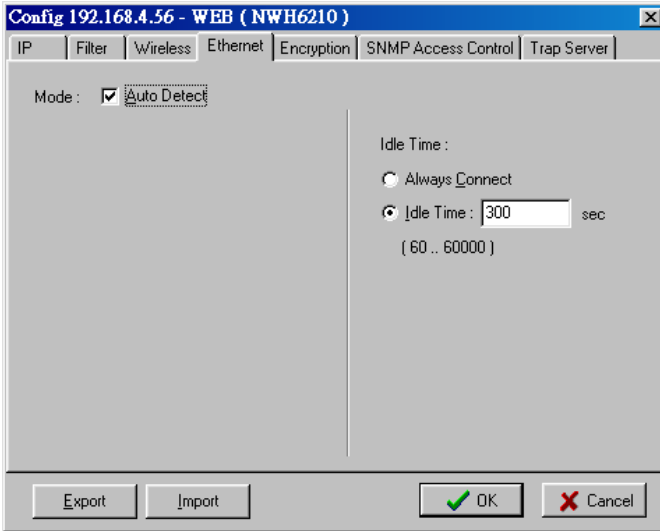 Config 192.168.4.56 - WEB ( NWH6210 )
IP Filter Wireless Ethernet Encryption SNMP Access Control Trap Server
Mode : Auto Detect
Idle Time :
Always Connect
Idle Time : 300 sec
( 60 .. 60000 )
Export Import OK Cancel